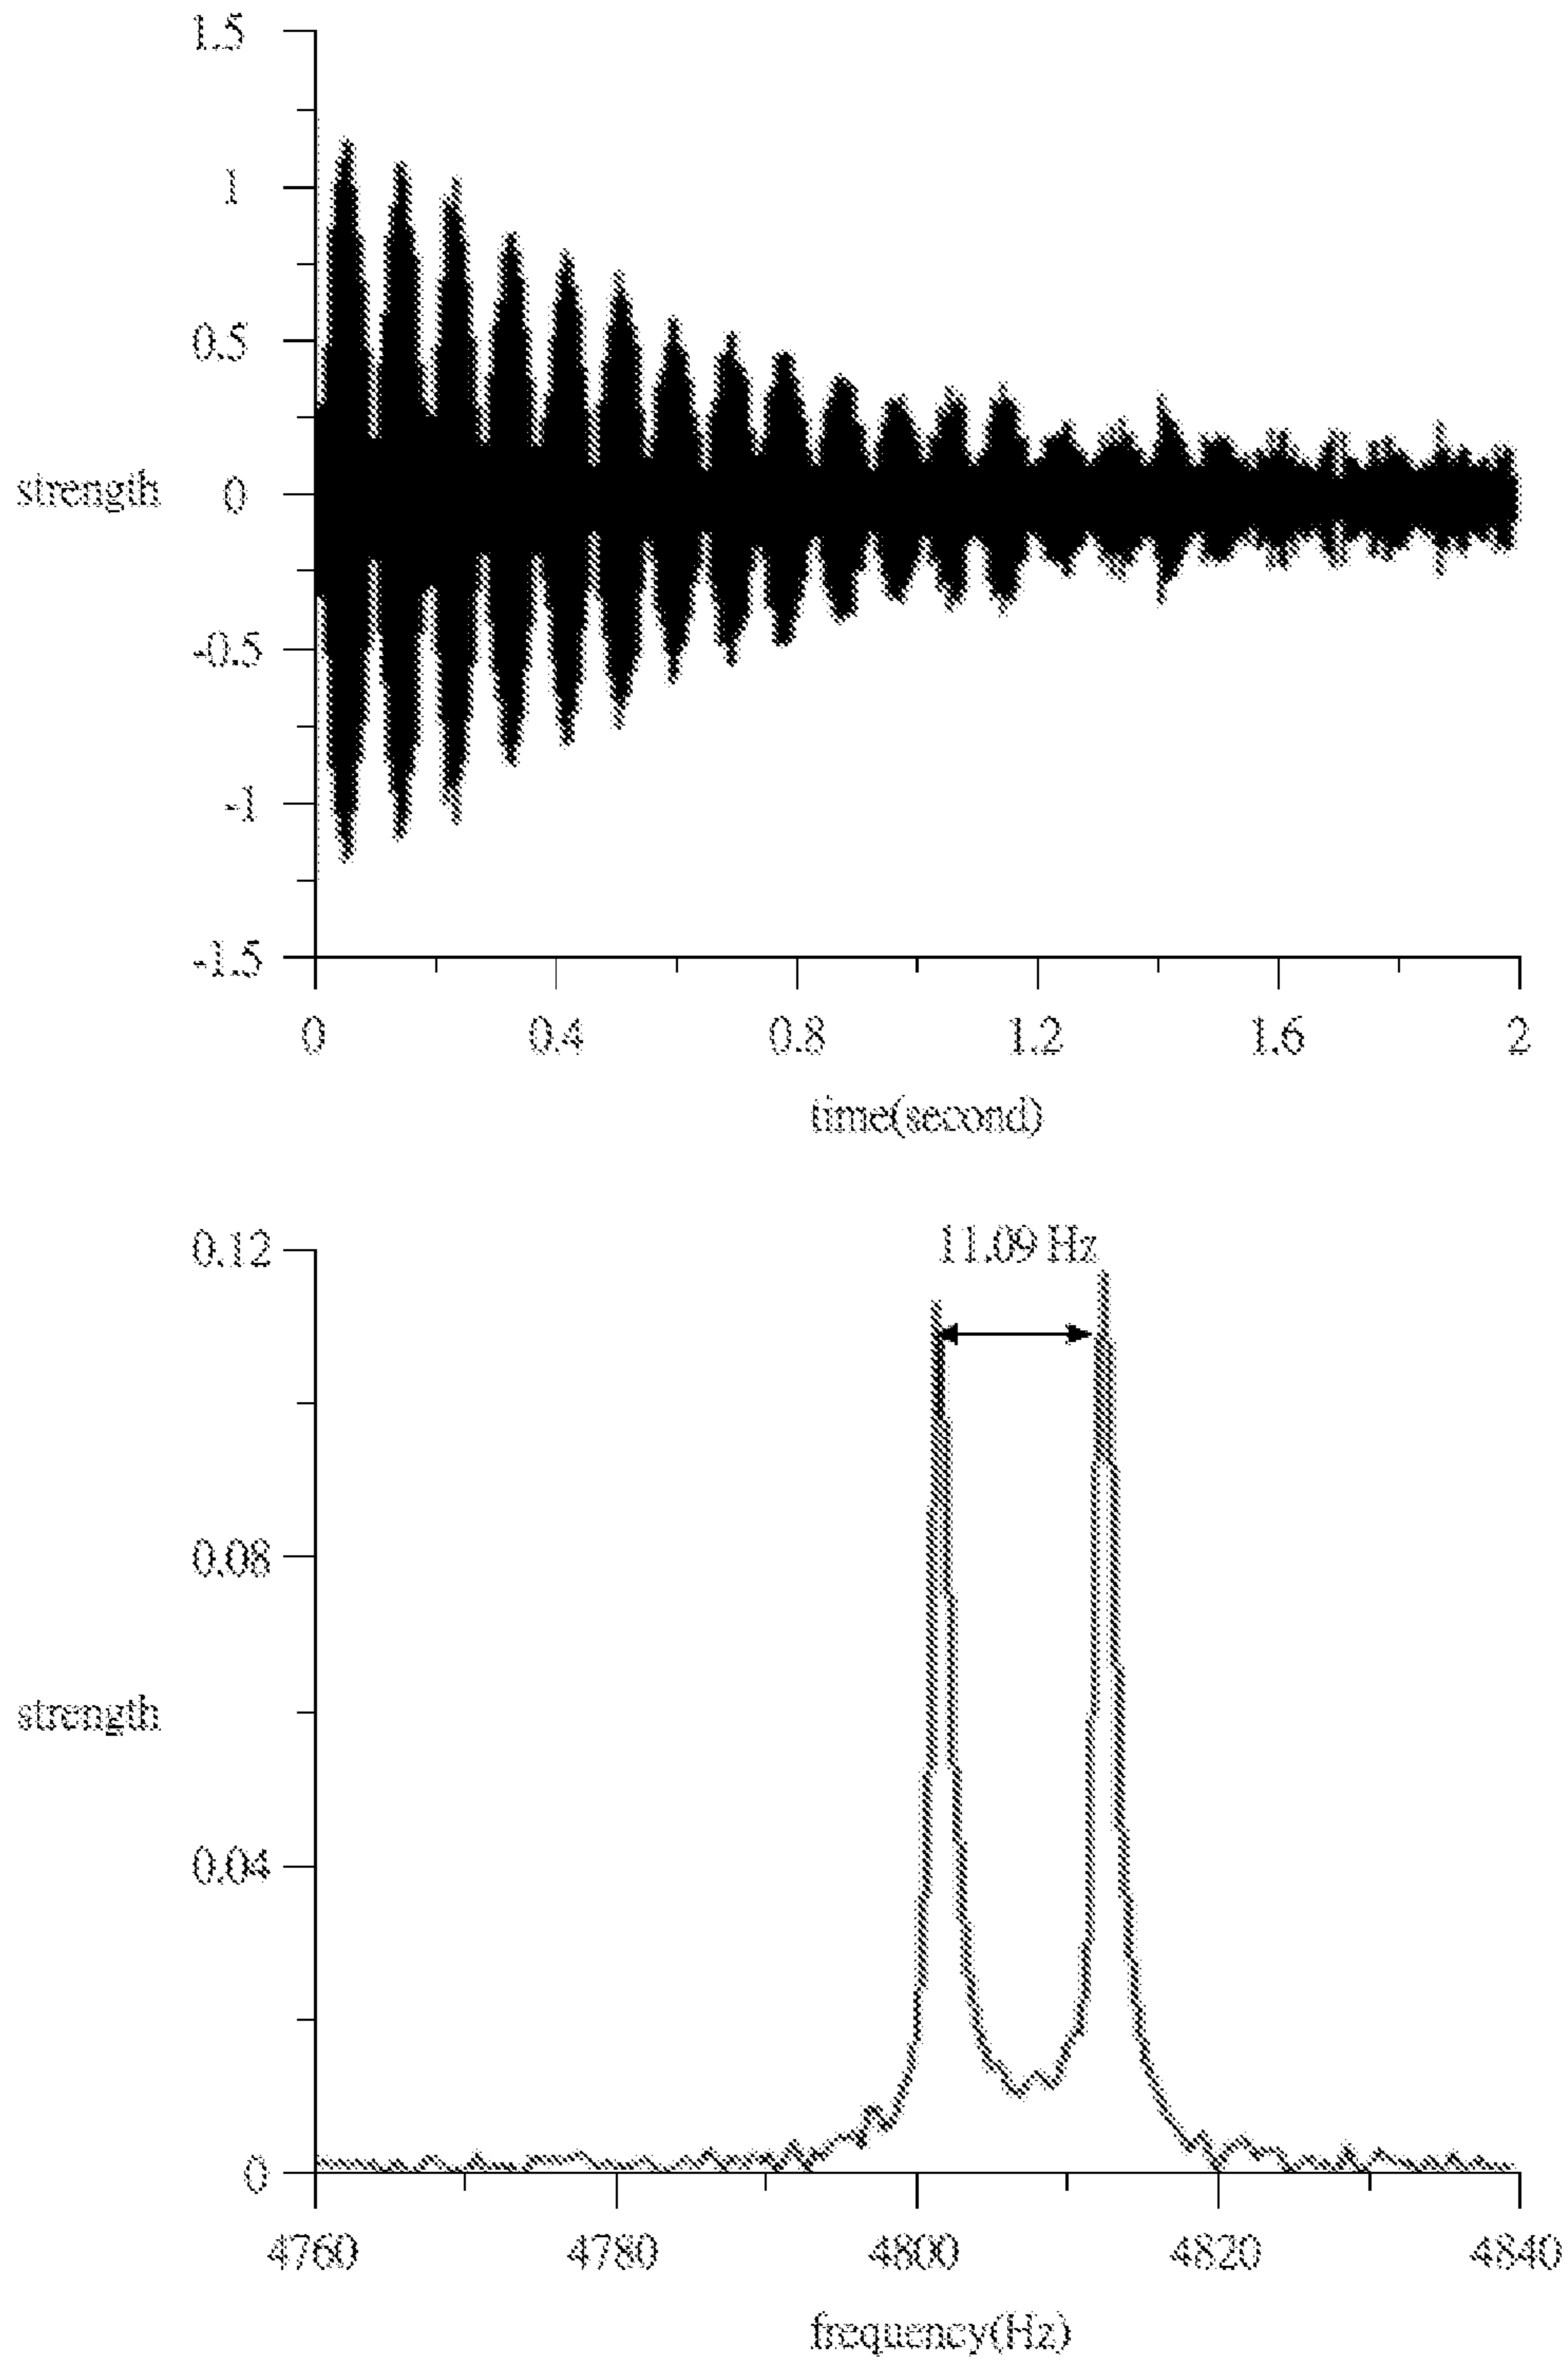 1.5
1
0.5
strength 0
-0.5
-1
-1.5
0 0.4 0.8 1.2 1.6 2
time(second)
0.12
11.09 Hz
0.08
strength
0.04
0
4760 4780 4800 4820 4840
frequency(Hz)